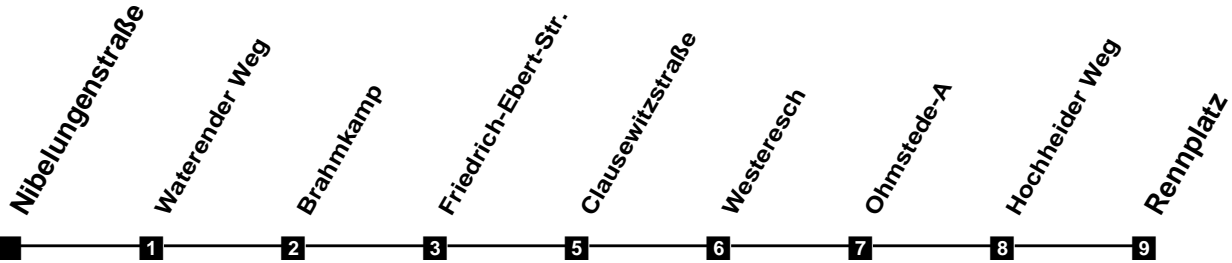 Nibelungenstraße
Waterender Weg
Brahmkamp
Friedrich-Ebert-Str.
Clausewitzstraße
Westeresch
Ohmstede-A
Hochheider Weg
Rennplatz
1 2 3 5 6 7 8 9